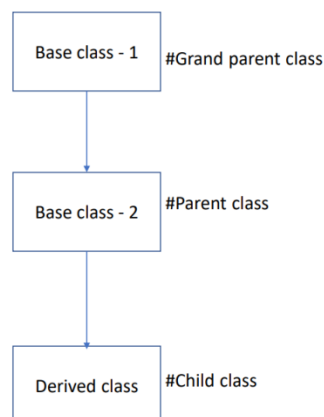 Base class - 1
#Grand parent class
Base class - 2
#Parent class
Derived class
#Child class